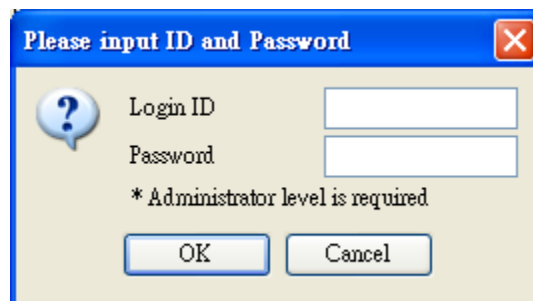 Please input ID and Password
Login ID
Password
* Administrator level is required
OK Cancel